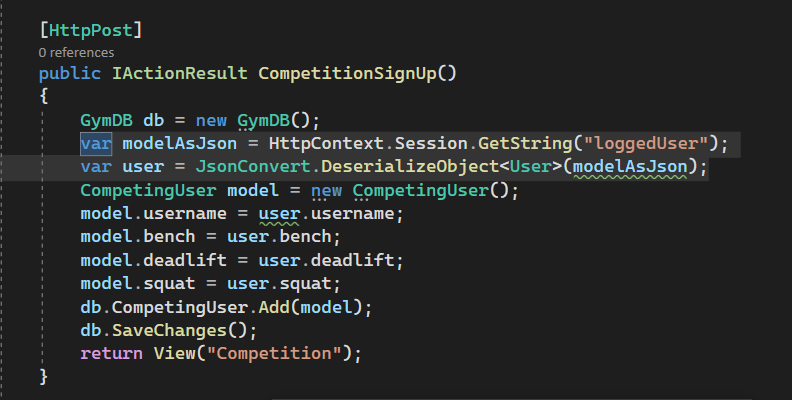 [HttpPost]
0 references
public IActionResult CompetitionSignUp()
{
GymDB db = new GymDB();
var modelAsJson = HttpContext.Session.GetString("loggedUser");
var user = JsonConvert.DeserializeObject<User>(modelAsJson);
CompetingUser model = new CompetingUser();
model.username = user.username;
model.bench = user.bench;
model.deadlift = user.deadlift;
model.squat = user.squat;
db.CompetingUser.Add(model);
db.SaveChanges();
return View("Competition");
}